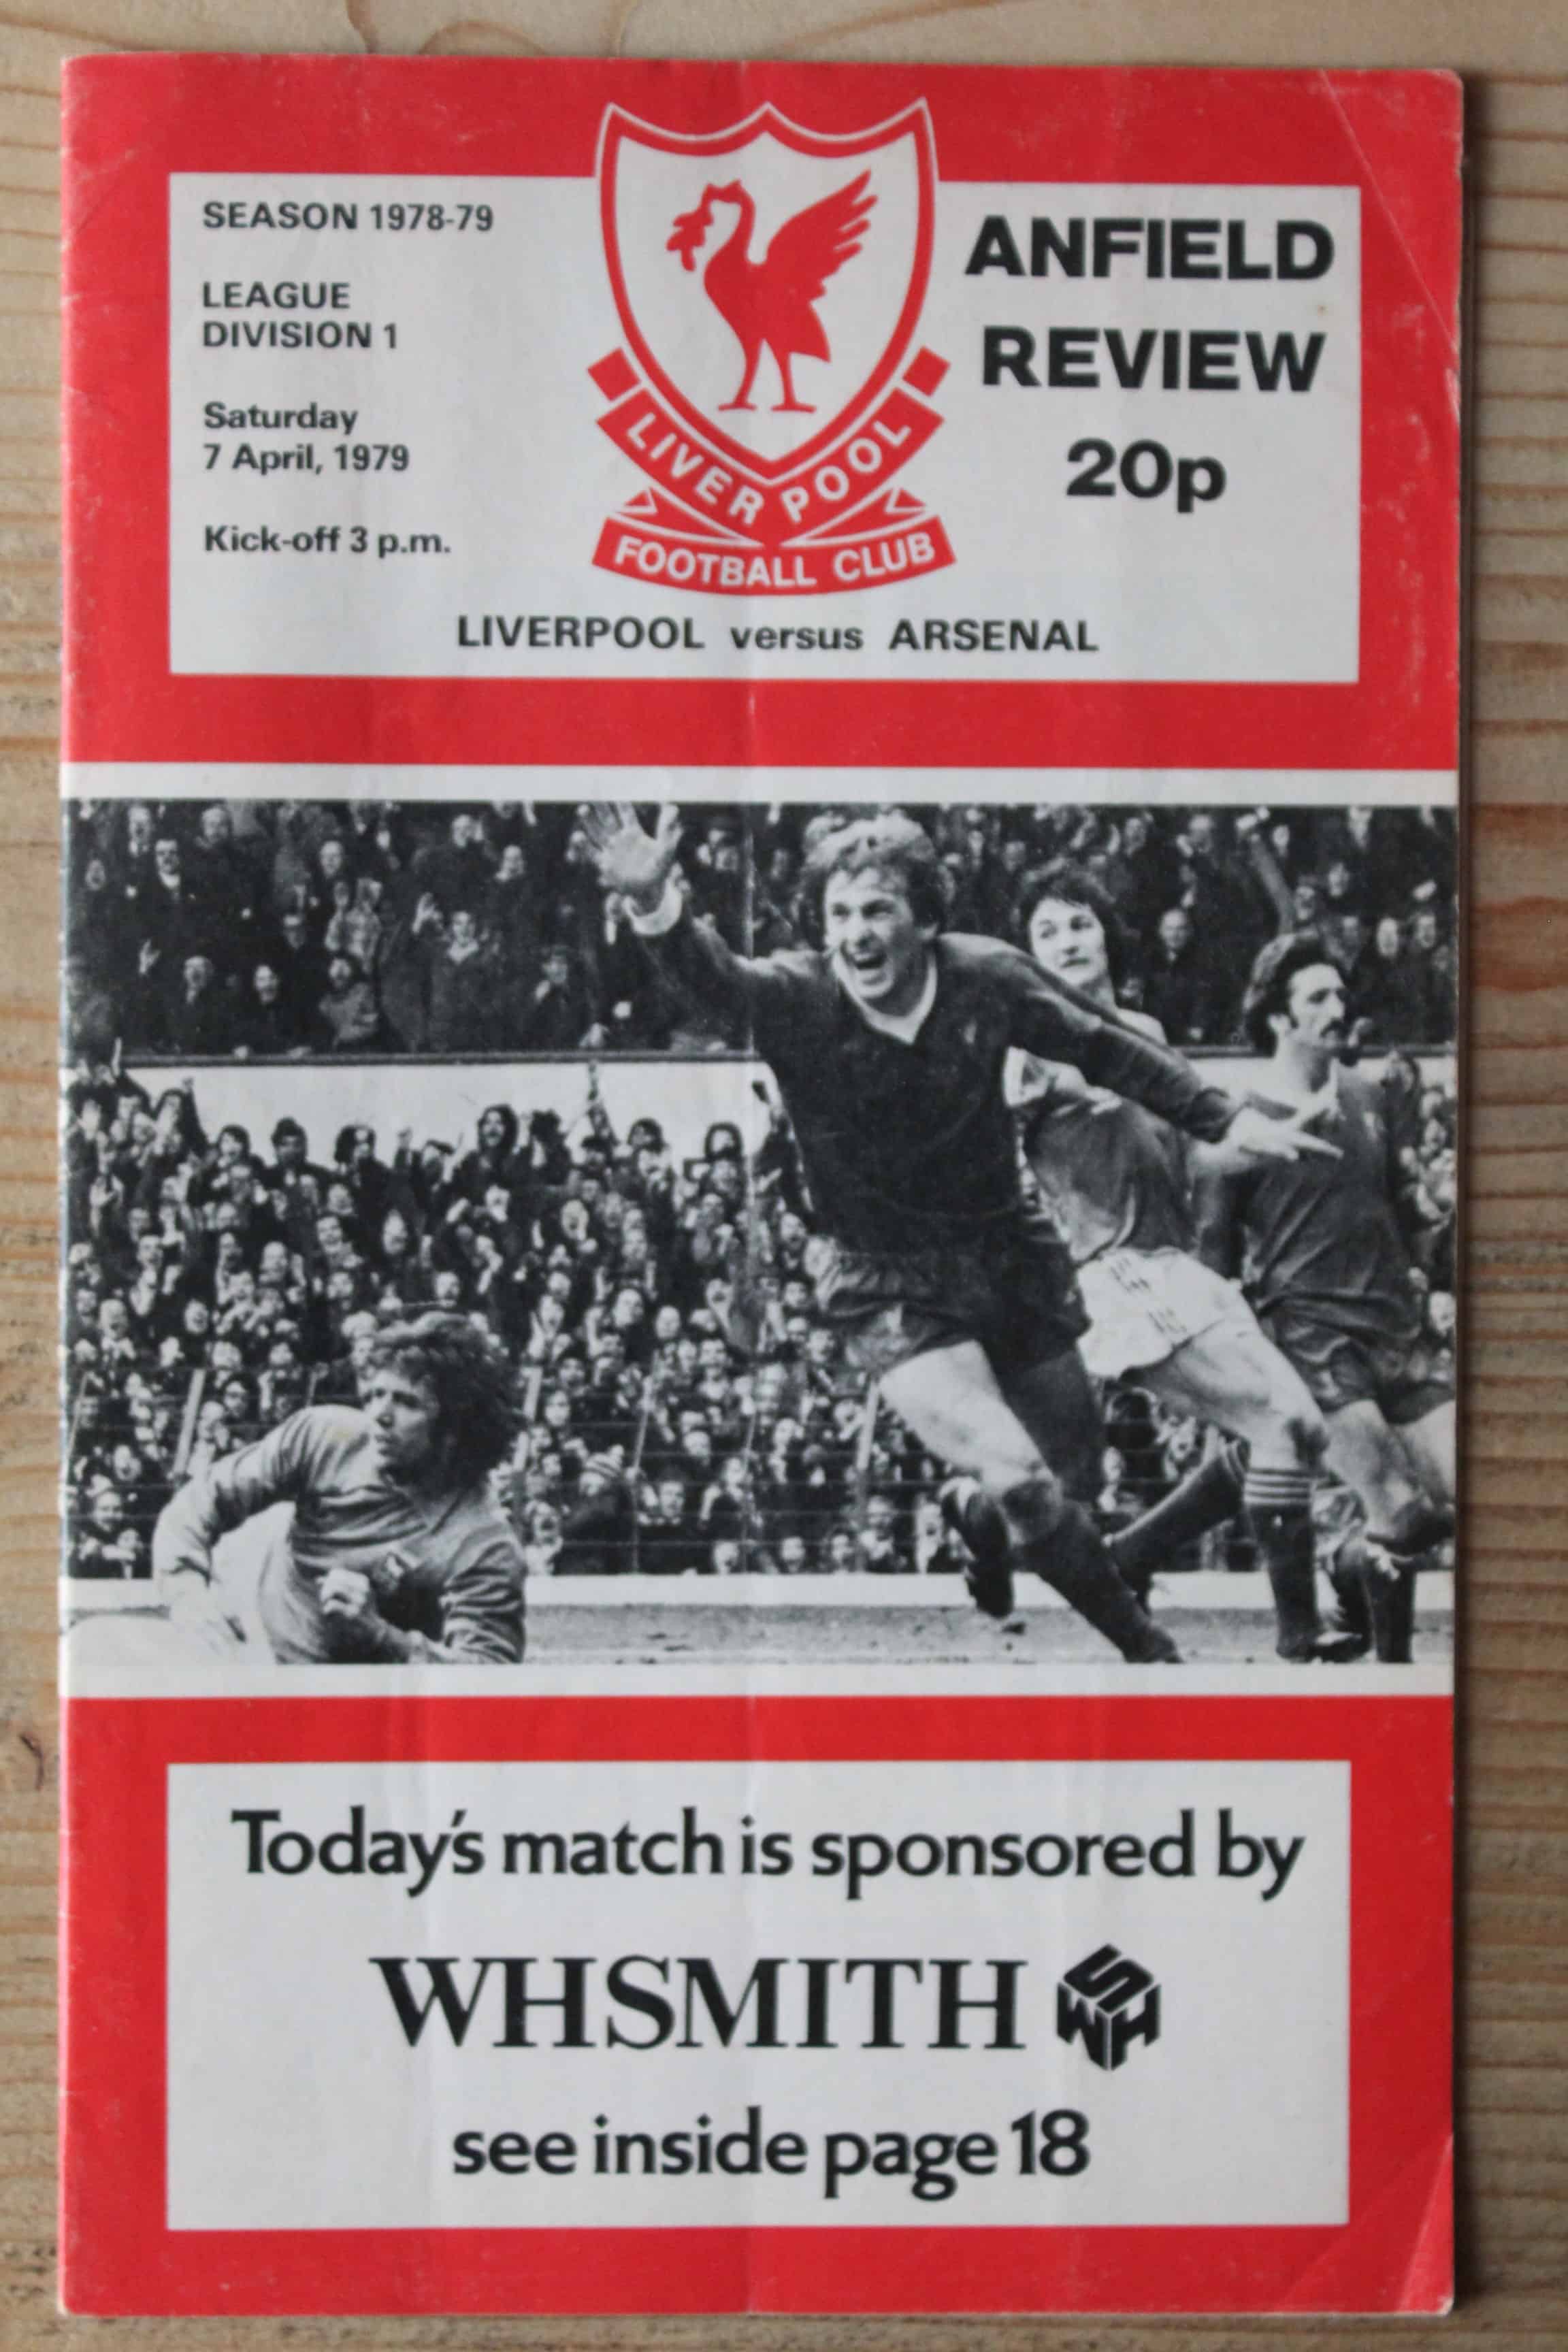 SEASON 1978-79
LEAGUE
DIVISION 1
Saturday
7 April, 1979
Kick-off 3 p.m.
LIVERPOOL
FOOTBALL CLUB
ANFIELD
REVIEW
20p
LIVERPOOL versus ARSENAL
Today's match is sponsored by
WHSMITH SWH
see inside page 18